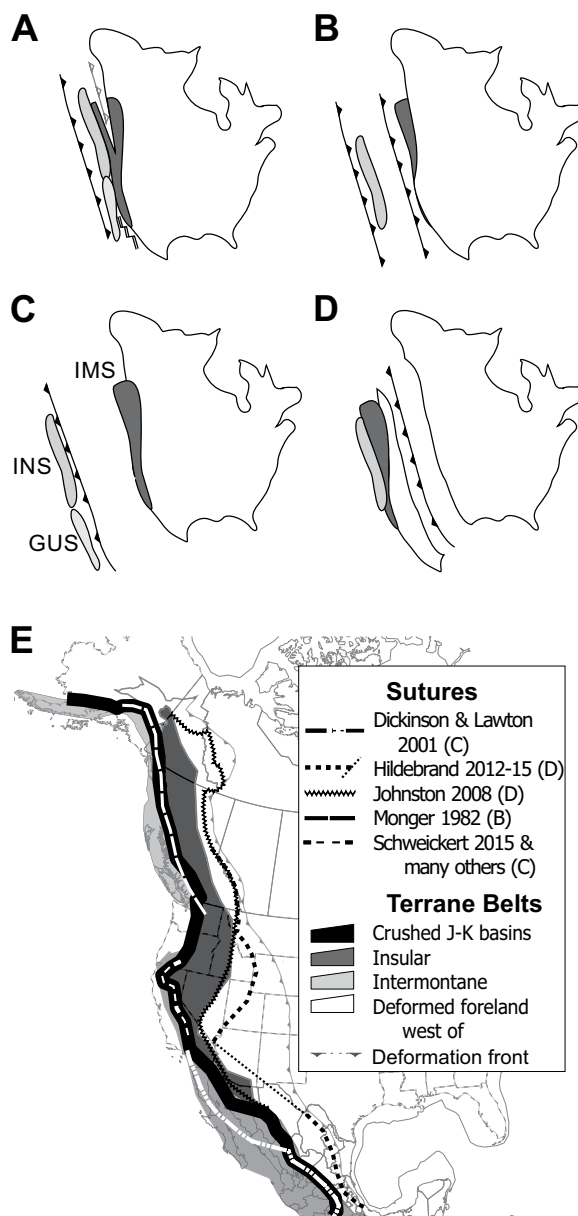 A
B
C
IMS
INS
GUS
D
E
Sutures
Dickinson & Lawton
2001 (C)
Hildebrand 2012-15 (D)
Johnston 2008 (D)
Monger 1982 (B)
Schweickert 2015 &
many others (C)
Terrane Belts
Crushed J-K basins
Insular
Intermontane
Deformed foreland
west of
Deformation front